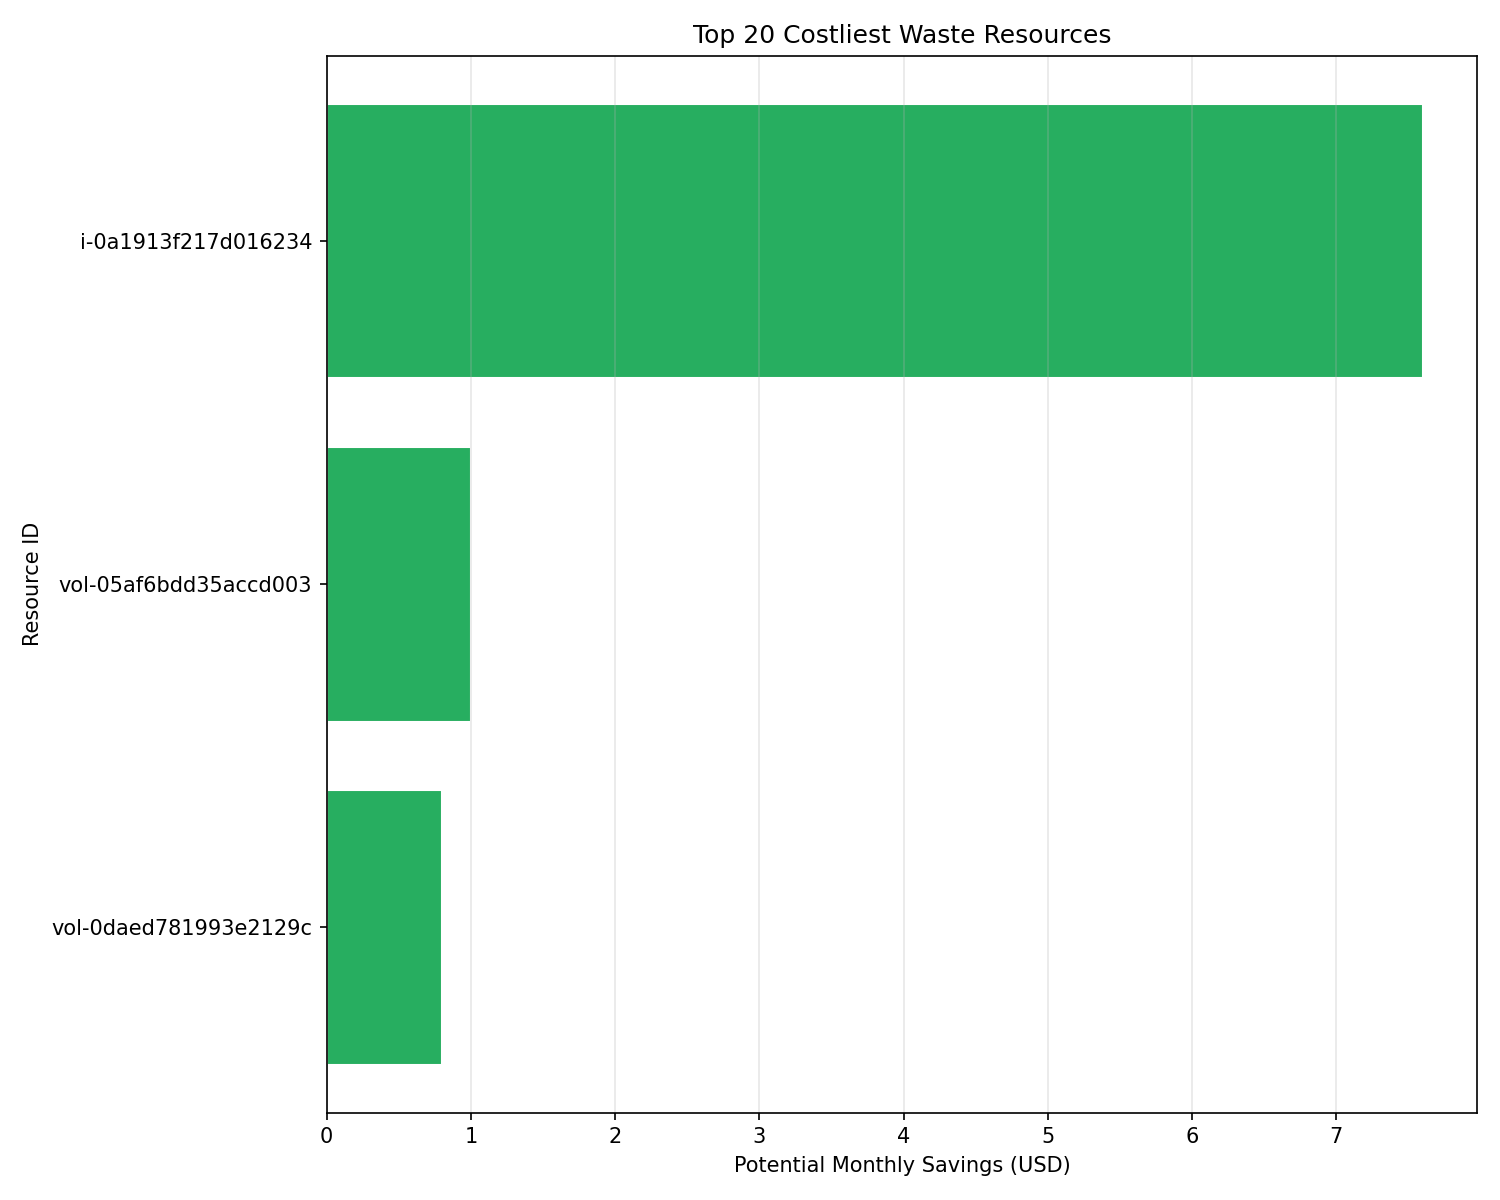 Top 20 Costliest Waste Resources
Resource ID
i-0a1913f217d016234
vol-05af6bdd35accd003
vol-0daed781993e2129c
0 1 2 3 4 5 6 7
Potential Monthly Savings (USD)